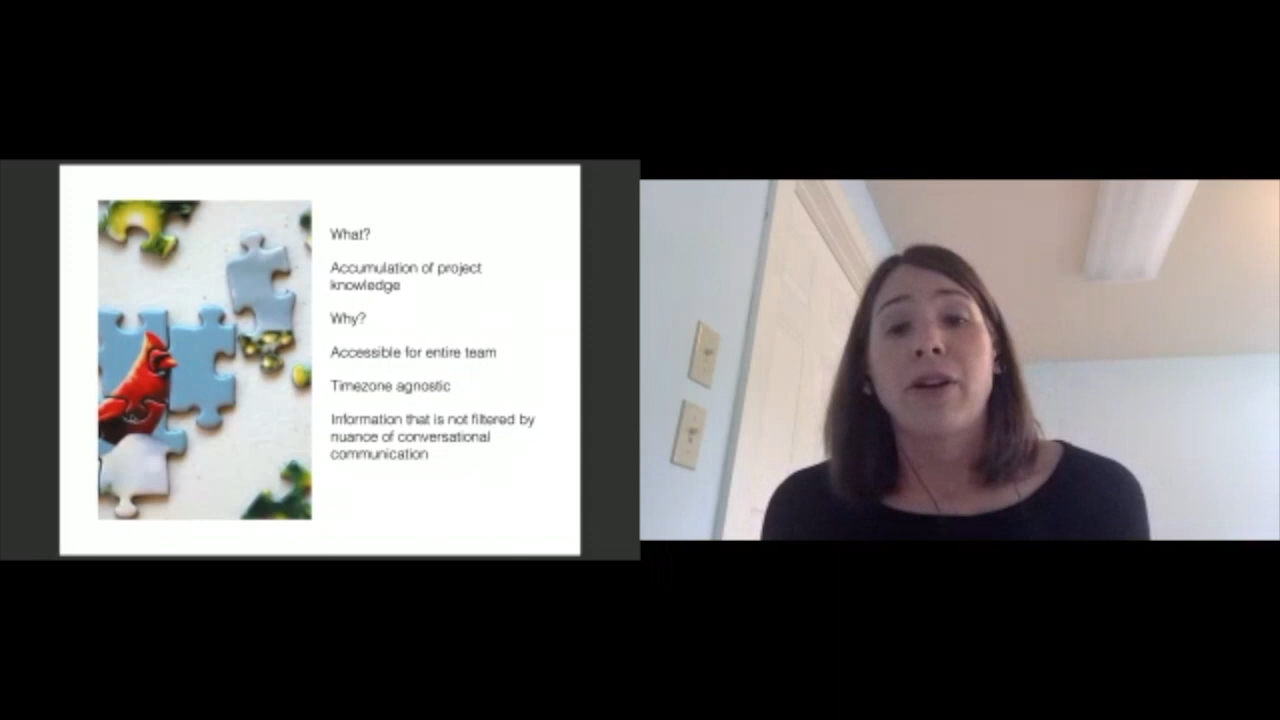 What?
Accumulation of project
knowledge
Why?
Accessible for entire team
Timezone agnostic
Information that is not filtered by
nuance of conversational
communication